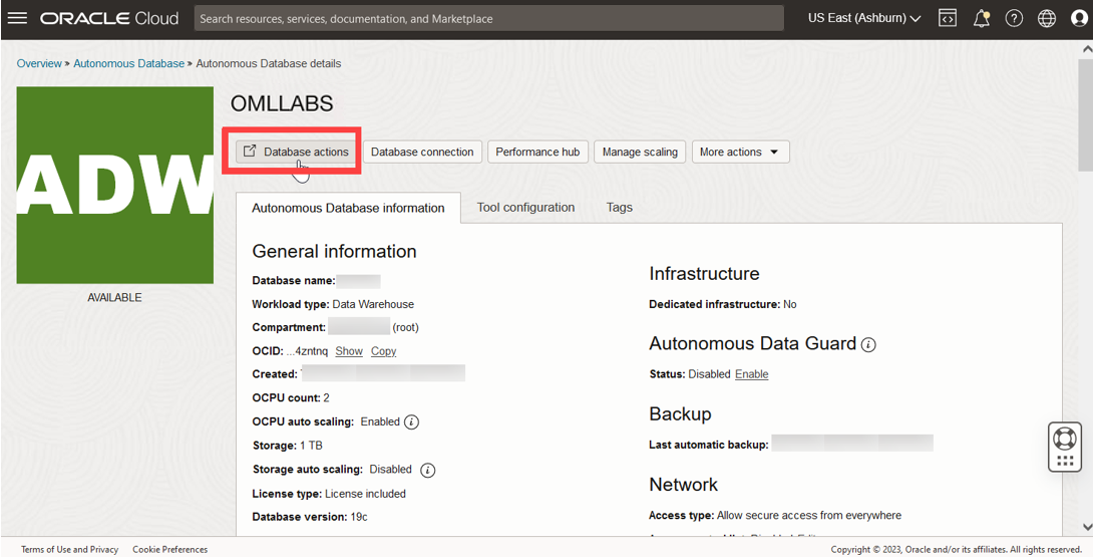 ORACLE Cloud
Search resources, services, documentation, and Marketplace
US East (Ashburn)
Overview » Autonomous Database » Autonomous Database details
ADW
AVAILABLE
OMLLABS
Database actions
Database connection
Performance hub
Manage scaling
More actions
Autonomous Database information
Tool configuration
Tags
General information
Database name:
Workload type: Data Warehouse
Compartment: (root)
OCID: ...4zntnq Show Copy
Created:
OCPU count: 2
OCPU auto scaling: Enabled
Storage: 1 TB
Storage auto scaling: Disabled
License type: License included
Database version: 19c
Infrastructure
Dedicated infrastructure: No
Autonomous Data Guard
Status: Disabled Enable
Backup
Last automatic backup:
Network
Access type: Allow secure access from everywhere
Terms of Use and Privacy
Cookie Preferences
Copyright © 2023, Oracle and/or its affiliates. All rights reserved.